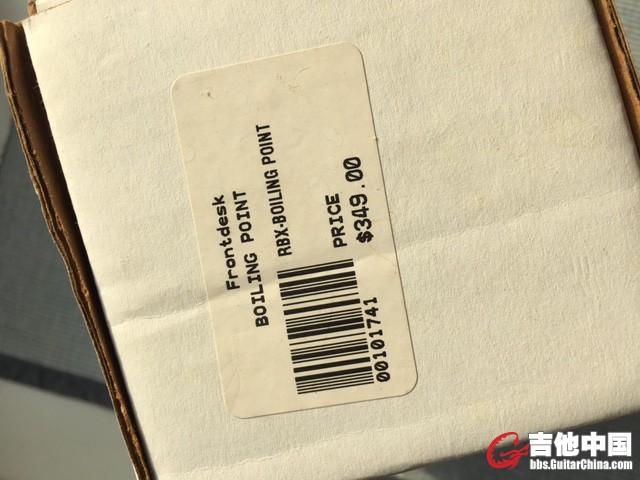 Frontdesk
BOILING POINT
RBX-BOILING POINT
PRICE
$349.00
00101741
吉他中国
bbs.GuitarChina.com